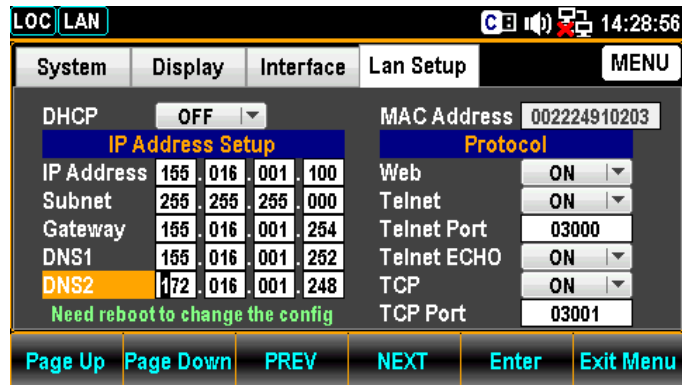 LOC LAN C 14:28:56
System Display Interface Lan Setup MENU
DHCP OFF
IP Address Setup
IP Address 155 . 016 . 001 . 100
Subnet 255 . 255 . 255 . 000
Gateway 155 . 016 . 001 . 254
DNS1 155 . 016 . 001 . 252
DNS2 172 . 016 . 001 . 248
Need reboot to change the config
MAC Address 002224910203
Protocol
Web ON
Telnet ON
Telnet Port 03000
Telnet ECHO ON
TCP ON
TCP Port 03001
Page Up Page Down PREV NEXT Enter Exit Menu